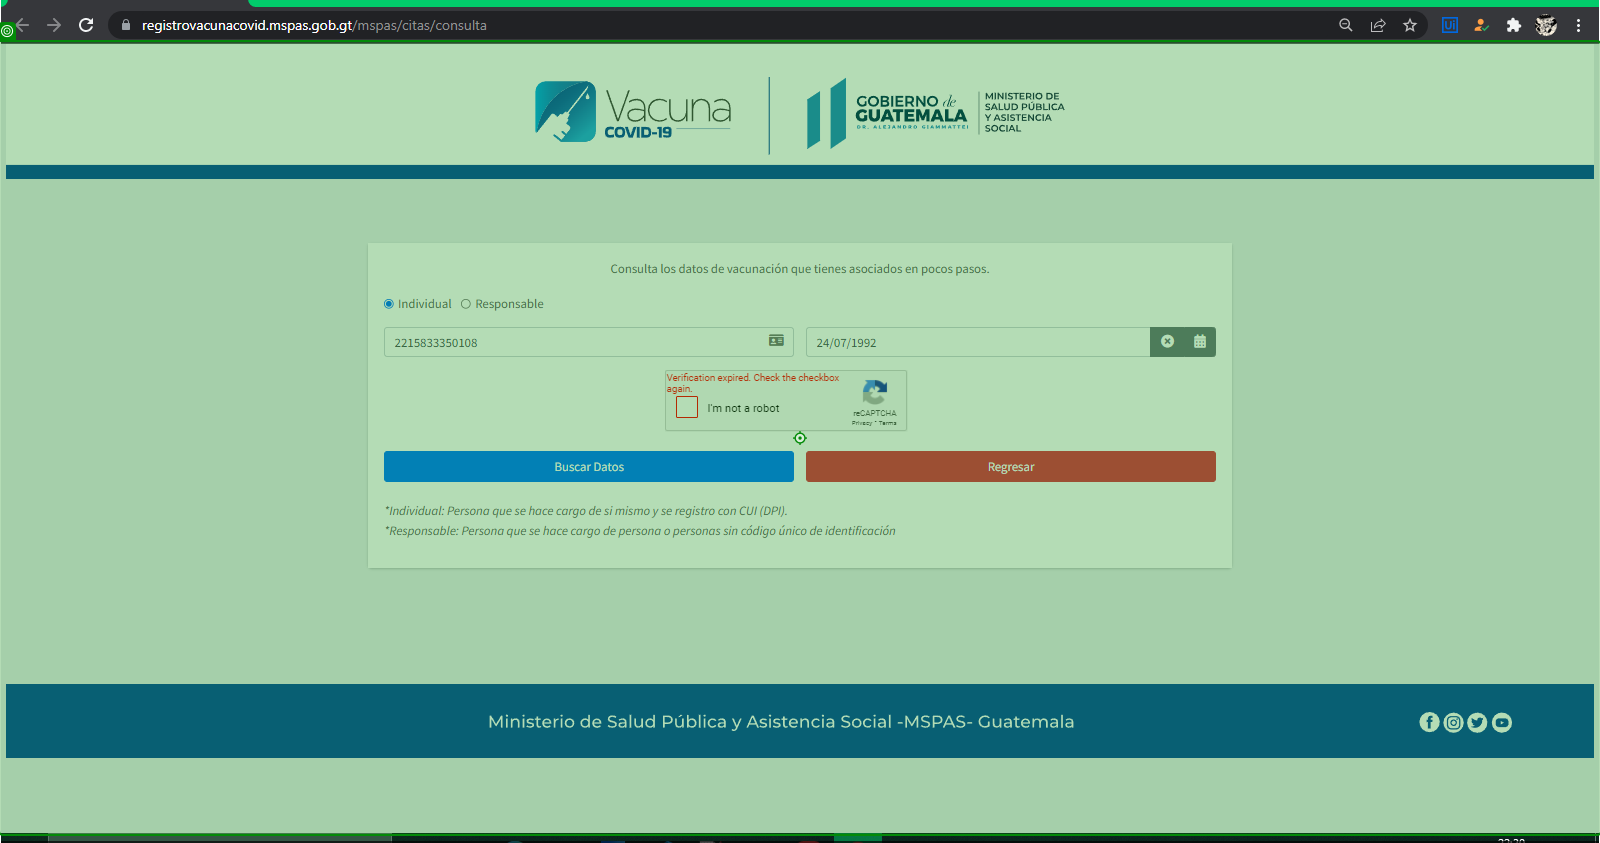 registrovacunacovid.mspas.gob.gt/mspas/citas/consulta
Ui
Vacuna
COVID-19
GOBIERNO de
GUATEMALA
DR. ALEJANDRO GIAMMATTEI
MINISTERIO DE
SALUD PÚBLICA
Y ASISTENCIA
SOCIAL
Consulta los datos de vacunación que tienes asociados en pocos pasos.
Individual Responsable
2215833350108 24/07/1992
Verification expired. Check the checkbox
again.
I'm not a robot
reCAPTCHA
Privacy - Terms
Buscar Datos Regresar
*Individual: Persona que se hace cargo de si mismo y se registro con CUI (DPI).
*Responsable: Persona que se hace cargo de persona o personas sin código único de identificación
Ministerio de Salud Pública y Asistencia Social -MSPAS- Guatemala